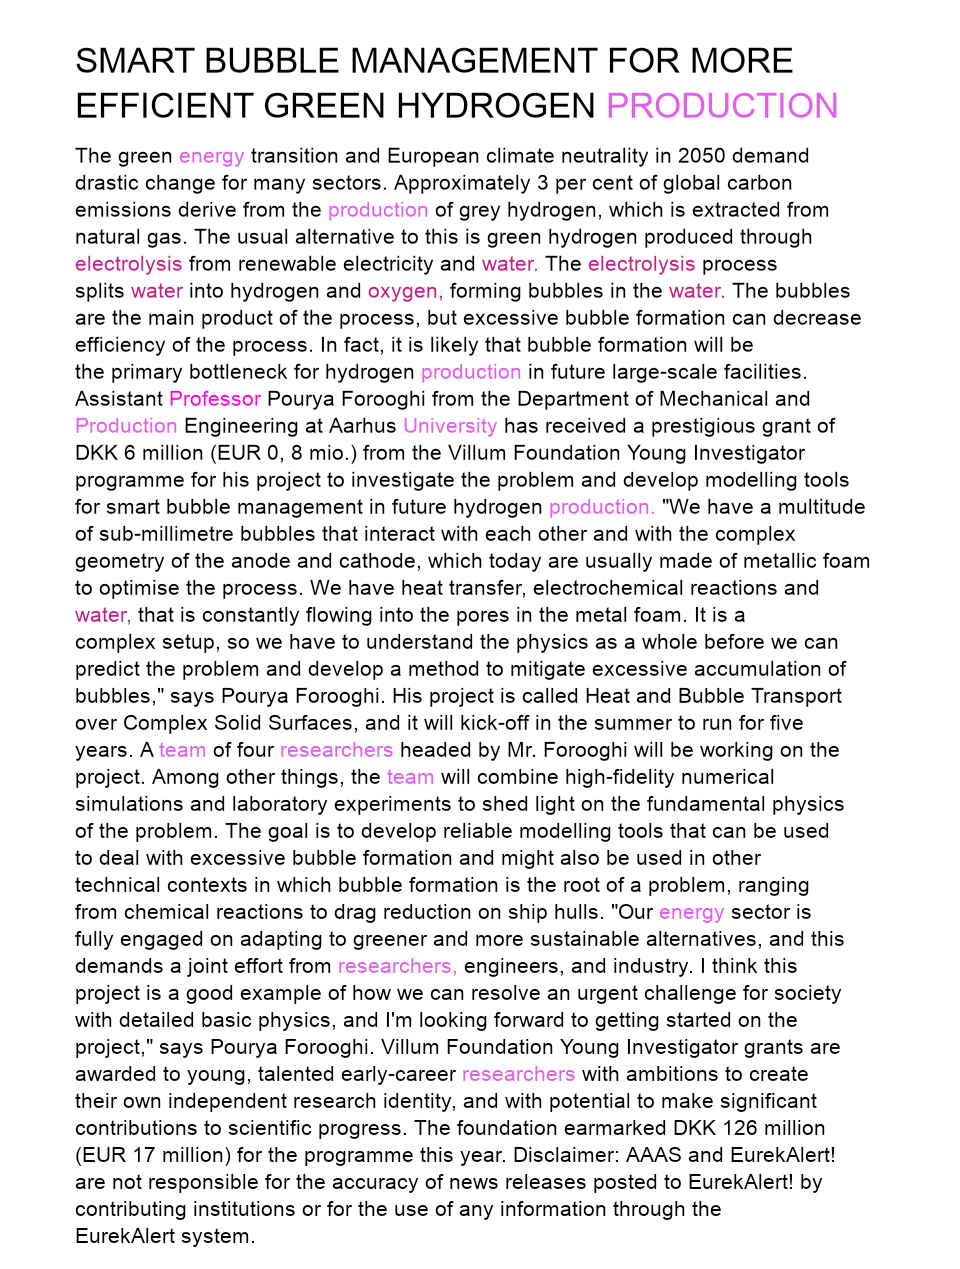 SMART BUBBLE MANAGEMENT FOR MORE
EFFICIENT GREEN HYDROGEN PRODUCTION
The green energy transition and European climate neutrality in 2050 demand
drastic change for many sectors. Approximately 3 per cent of global carbon
emissions derive from the production of grey hydrogen, which is extracted from
natural gas. The usual alternative to this is green hydrogen produced through
electrolysis from renewable electricity and water. The electrolysis process
splits water into hydrogen and oxygen, forming bubbles in the water. The bubbles
are the main product of the process, but excessive bubble formation can decrease
efficiency of the process. In fact, it is likely that bubble formation will be
the primary bottleneck for hydrogen production in future large-scale facilities.
Assistant Professor Pourya Forooghi from the Department of Mechanical and
Production Engineering at Aarhus University has received a prestigious grant of
DKK 6 million (EUR 0, 8 mio.) from the Villum Foundation Young Investigator
programme for his project to investigate the problem and develop modelling tools
for smart bubble management in future hydrogen production. "We have a multitude
of sub-millimetre bubbles that interact with each other and with the complex
geometry of the anode and cathode, which today are usually made of metallic foam
to optimise the process. We have heat transfer, electrochemical reactions and
water, that is constantly flowing into the pores in the metal foam. It is a
complex setup, so we have to understand the physics as a whole before we can
predict the problem and develop a method to mitigate excessive accumulation of
bubbles," says Pourya Forooghi. His project is called Heat and Bubble Transport
over Complex Solid Surfaces, and it will kick-off in the summer to run for five
years. A team of four researchers headed by Mr. Forooghi will be working on the
project. Among other things, the team will combine high-fidelity numerical
simulations and laboratory experiments to shed light on the fundamental physics
of the problem. The goal is to develop reliable modelling tools that can be used
to deal with excessive bubble formation and might also be used in other
technical contexts in which bubble formation is the root of a problem, ranging
from chemical reactions to drag reduction on ship hulls. "Our energy sector is
fully engaged on adapting to greener and more sustainable alternatives, and this
demands a joint effort from researchers, engineers, and industry. I think this
project is a good example of how we can resolve an urgent challenge for society
with detailed basic physics, and I'm looking forward to getting started on the
project," says Pourya Forooghi. Villum Foundation Young Investigator grants are
awarded to young, talented early-career researchers with ambitions to create
their own independent research identity, and with potential to make significant
contributions to scientific progress. The foundation earmarked DKK 126 million
(EUR 17 million) for the programme this year. Disclaimer: AAAS and EurekAlert!
are not responsible for the accuracy of news releases posted to EurekAlert! by
contributing institutions or for the use of any information through the
EurekAlert system.